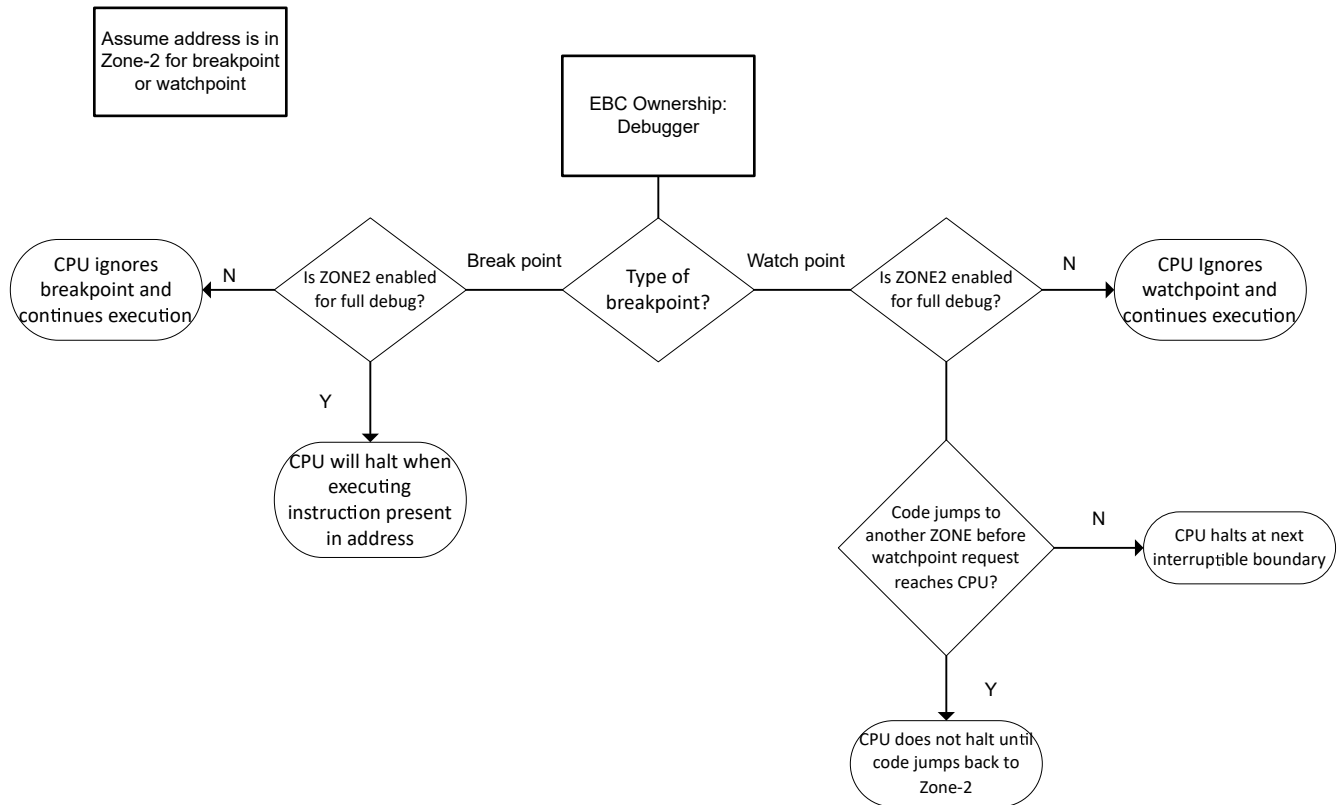 Assume address is in
Zone-2 for breakpoint
or watchpoint
EBC Ownership:
Debugger
CPU ignores
breakpoint and
continues execution
N
Is ZONE2 enabled
for full debug?
Break point
Type of
breakpoint?
Watch point
Is ZONE2 enabled
for full debug?
N
CPU Ignores
watchpoint and
continues execution
Y
CPU will halt when
executing
instruction present
in address
Code jumps to
another ZONE before
watchpoint request
reaches CPU?
N
CPU halts at next
interruptible boundary
Y
CPU does not halt until
code jumps back to
Zone-2